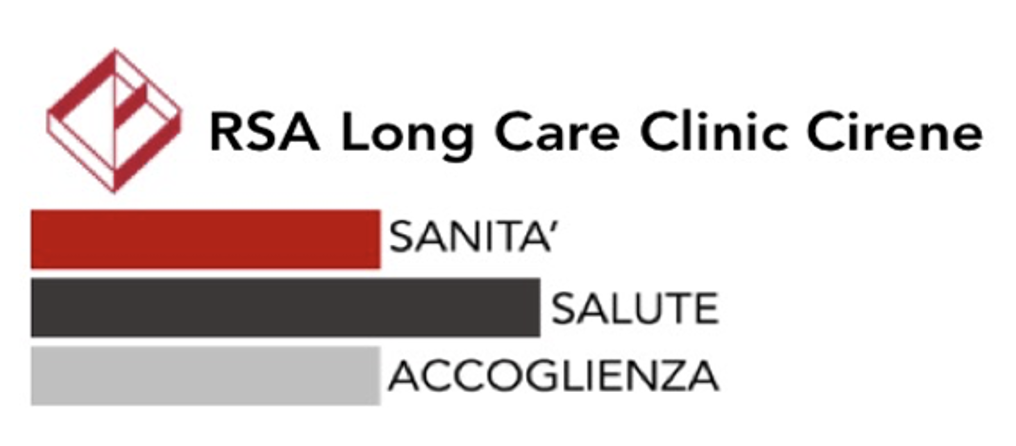 RSA Long Care Clinic Cirene
SANITA’
SALUTE
ACCOGLIENZA